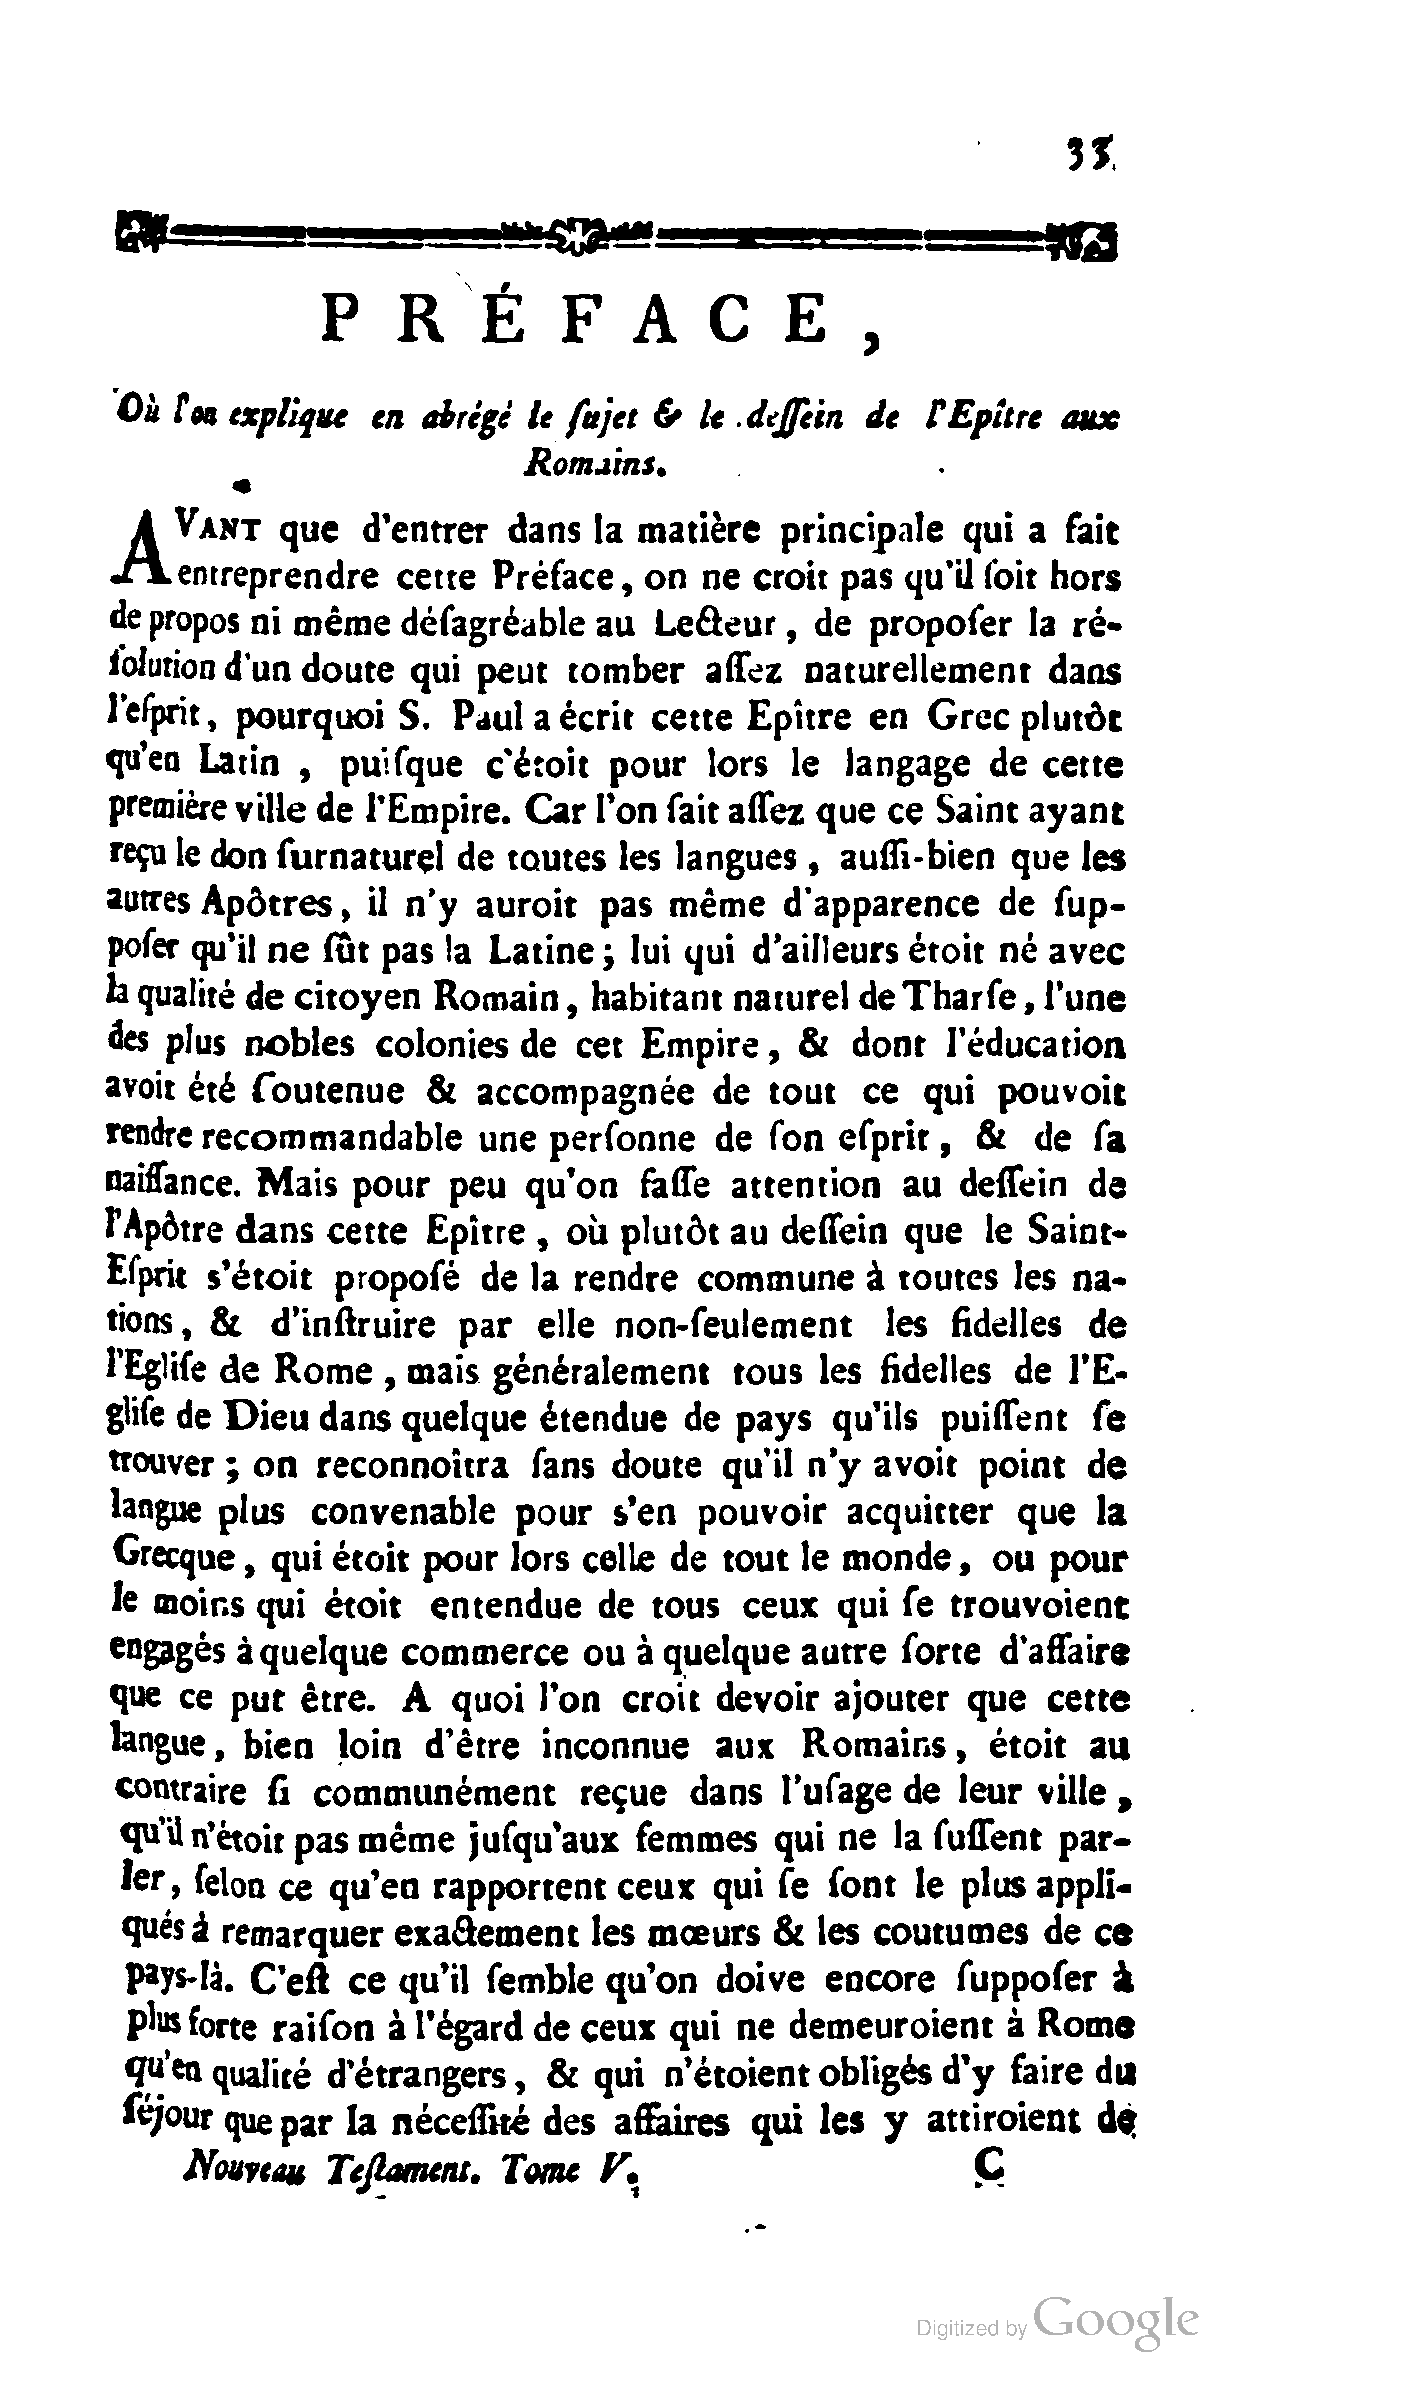 33.
PRÉFACE,
Où l'on explique en abrégé le ſujet & le deſſein de l'Epître aux
Romains.
AVANT que d'entrer dans la matière principale qui a fait
entreprendre cette Préface, on ne croit pas qu'il ſoit hors
de propos ni même déſagréable au Lecteur, de propoſer la ré-
ſolution d'un doute qui peut tomber aſſez naturellement dans
l'eſprit, pourquoi S. Paul a écrit cette Epître en Grec plutôt
qu'en Latin, puiſque c'étoit pour lors le langage de cette
première ville de l'Empire. Car l'on ſait aſſez que ce Saint ayant
reçu le don ſurnaturel de toutes les langues, auſſi-bien que les
autres Apôtres, il n'y auroit pas même d'apparence de ſup-
poſer qu'il ne ſût pas la Latine; lui qui d'ailleurs étoit né avec
la qualité de citoyen Romain, habitant naturel de Tharſe, l'une
des plus nobles colonies de cet Empire, & dont l'éducation
avoit été ſoutenue & accompagnée de tout ce qui pouvoit
rendre recommandable une perſonne de ſon eſprit, & de ſa
naiſſance. Mais pour peu qu'on faſſe attention au deſſein de
l'Apôtre dans cette Epître, où plutôt au deſſein que le Saint-
Eſprit s'étoit propoſé de la rendre commune à toutes les na-
tions, & d'inſtruire par elle non-ſeulement les fidelles de
l'Egliſe de Rome, mais généralement tous les fidelles de l'E-
gliſe de Dieu dans quelque étendue de pays qu'ils puiſſent ſe
trouver; on reconnoîtra ſans doute qu'il n'y avoit point de
langue plus convenable pour s'en pouvoir acquitter que la
Grecque, qui étoit pour lors celle de tout le monde, ou pour
le moins qui étoit entendue de tous ceux qui ſe trouvoient
engagés à quelque commerce ou à quelque autre ſorte d'affaire
que ce put être. A quoi l'on croit devoir ajouter que cette
langue, bien loin d'être inconnue aux Romains, étoit au
contraire ſi communément reçue dans l'uſage de leur ville,
qu'il n'étoit pas même juſqu'aux femmes qui ne la ſuſſent par-
ler, ſelon ce qu'en rapportent ceux qui ſe ſont le plus appli-
qués à remarquer exactement les mœurs & les coutumes de ce
pays-là. C'eſt ce qu'il ſemble qu'on doive encore ſuppoſer à
plus forte raiſon à l'égard de ceux qui ne demeuroient à Rome
qu'en qualité d'étrangers, & qui n'étoient obligés d'y faire du
ſéjour que par la néceſſité des affaires qui les y attiroient de
Nouveau Teſtament. Tome V. C
Digitized by Google